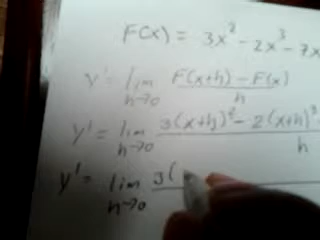 F(x) = 3x² - 2x³ - 7x
y' = lim h→0 F(x+h) - F(x) / h
y' = lim h→0 3(x+h)² - 2(x+h)³ / h
y' = lim h→0 3(